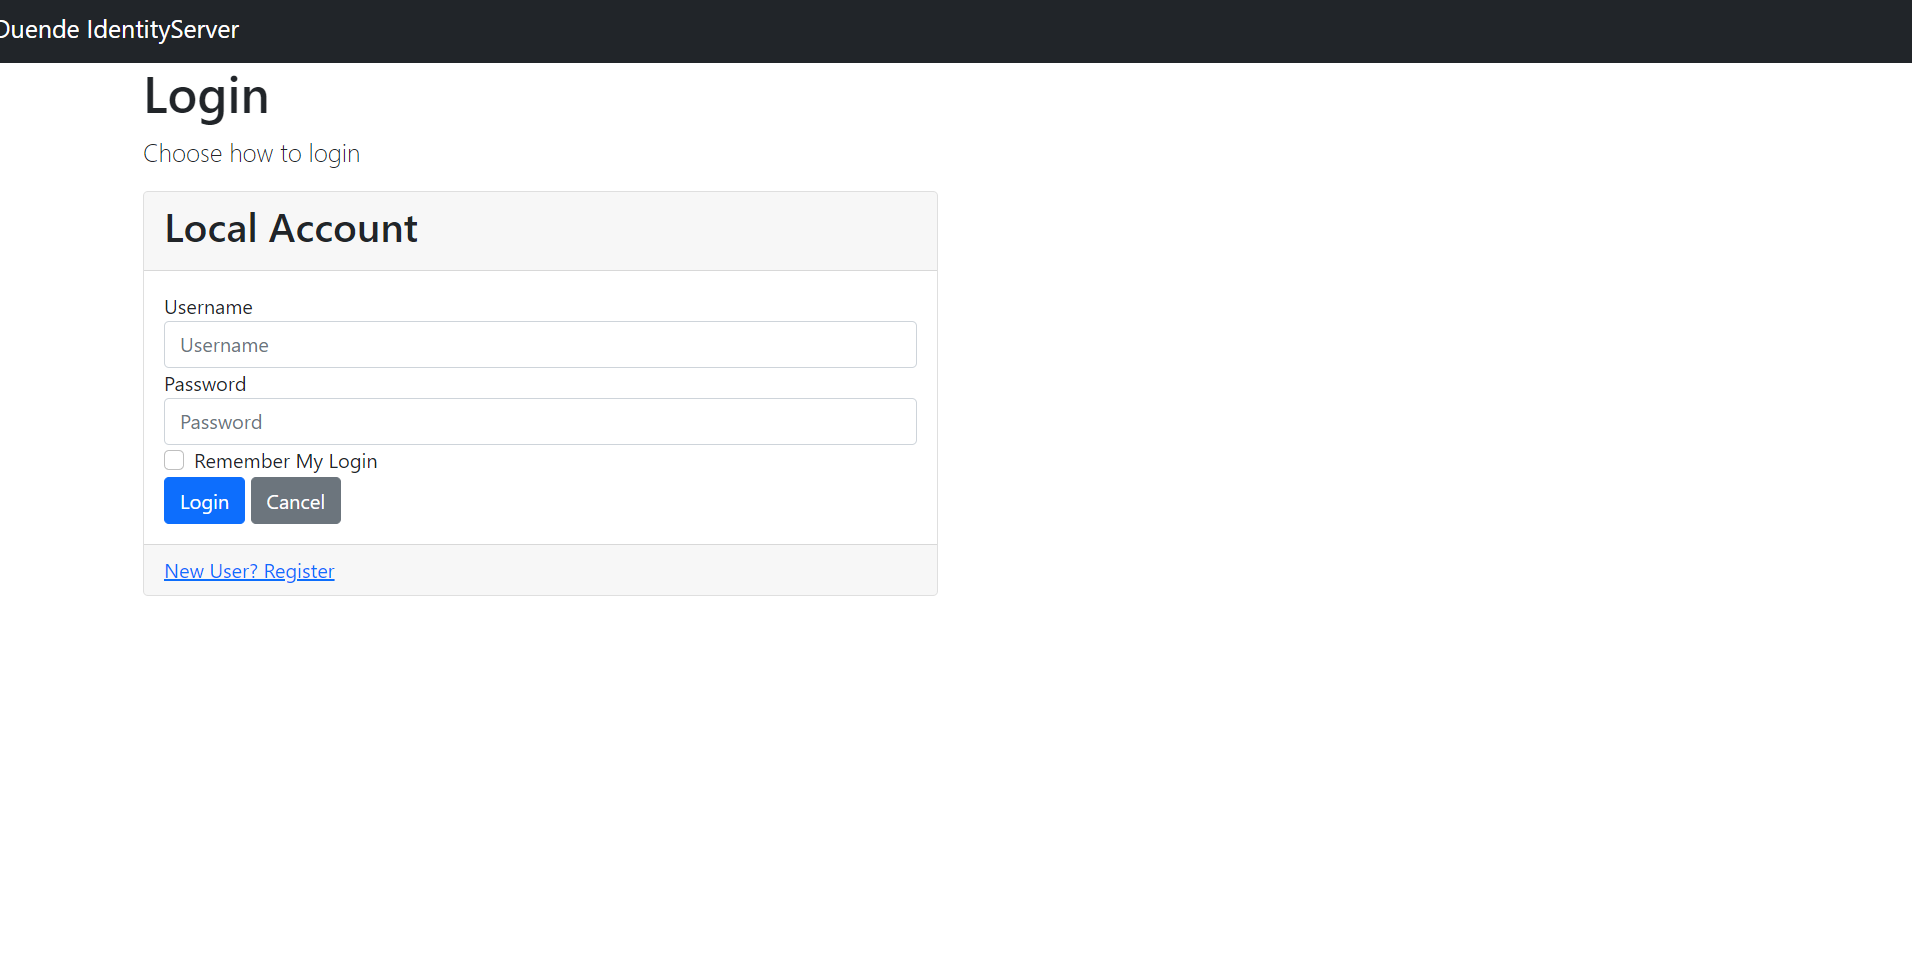 Duende IdentityServer
Login
Choose how to login
Local Account
Username
Username
Password
Password
Remember My Login
Login Cancel
New User? Register